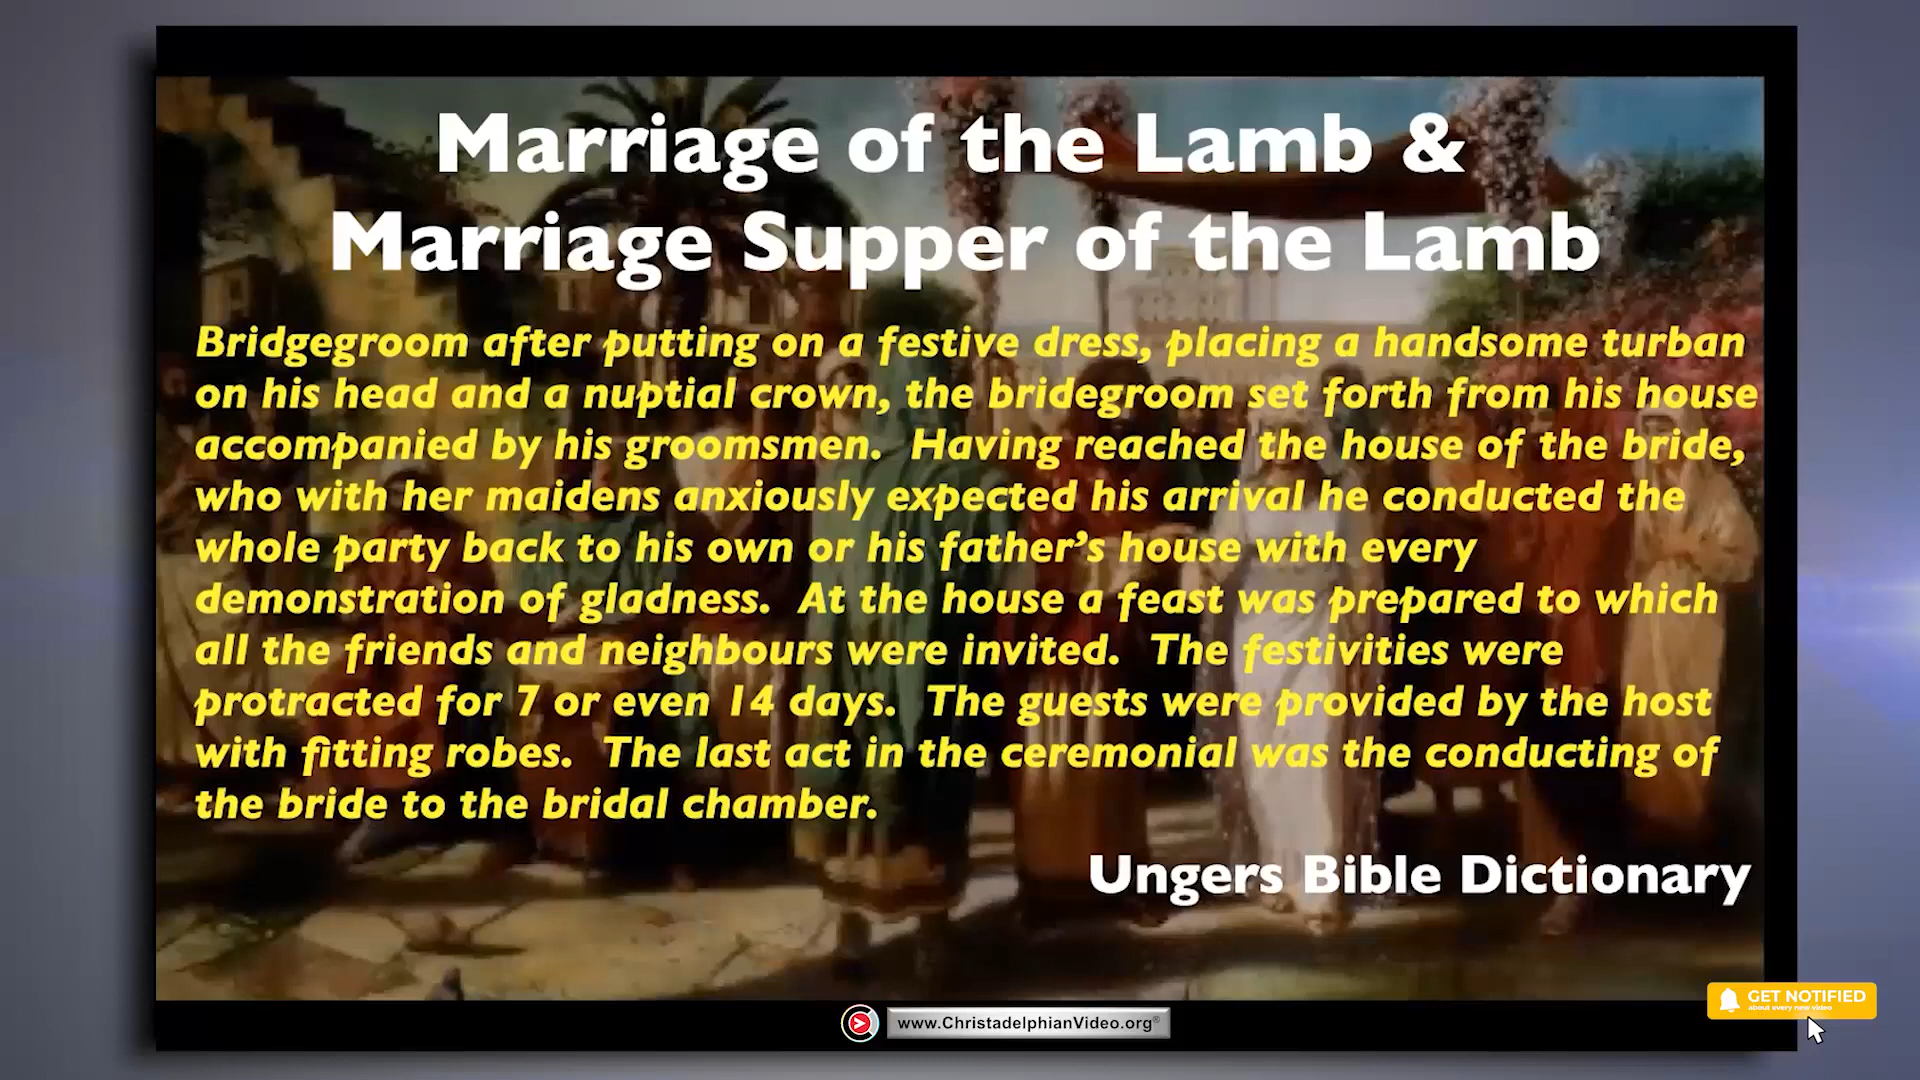 Marriage of the Lamb &
Marriage Supper of the Lamb
Bridgegroom after putting on a festive dress, placing a handsome turban
on his head and a nuptial crown, the bridegroom set forth from his house
accompanied by his groomsmen.  Having reached the house of the bride,
who with her maidens anxiously expected his arrival he conducted the
whole party back to his own or his father’s house with every
demonstration of gladness.  At the house a feast was prepared to which
all the friends and neighbours were invited.  The festivities were
protracted for 7 or even 14 days.  The guests were provided by the host
with fitting robes.  The last act in the ceremonial was the conducting of
the bride to the bridal chamber.
Ungers Bible Dictionary
GET NOTIFIED
about every new video
www.ChristadelphianVideo.org®